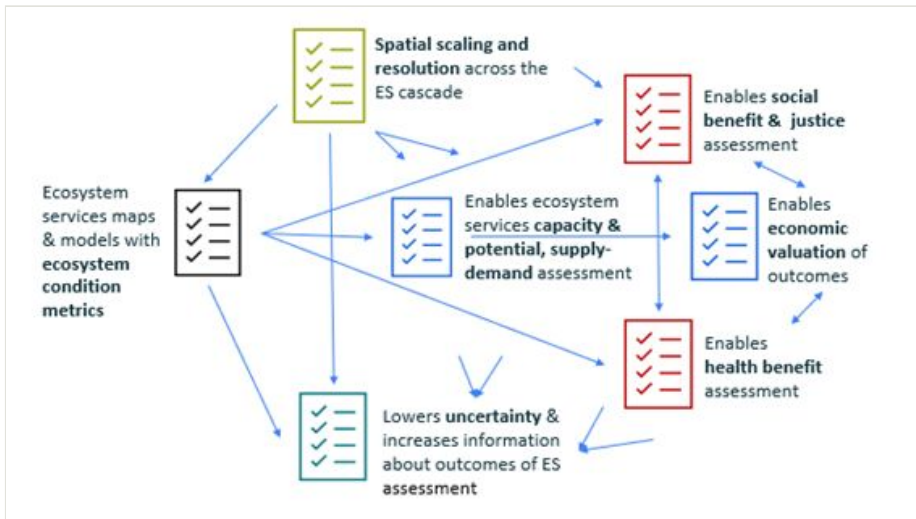 Spatial scaling and
resolution across the
ES cascade
Enables social
benefit & justice
assessment
Ecosystem
services maps
& models with
ecosystem
condition
metrics
Enables ecosystem
services capacity &
potential, supply-
demand assessment
Enables
economic
valuation of
outcomes
Enables
health benefit
assessment
Lowers uncertainty &
increases information
about outcomes of ES
assessment